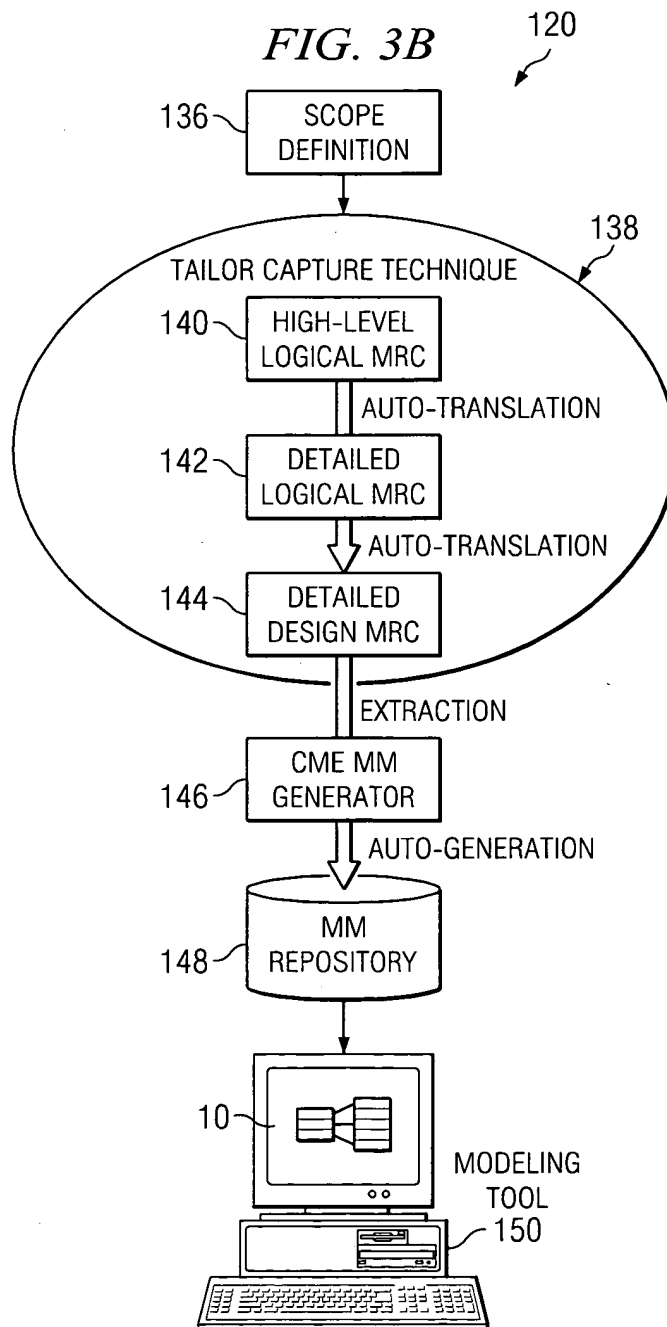 FIG. 3B
120
136
SCOPE
DEFINITION
138
TAILOR CAPTURE TECHNIQUE
140
HIGH-LEVEL
LOGICAL MRC
AUTO-TRANSLATION
142
DETAILED
LOGICAL MRC
AUTO-TRANSLATION
144
DETAILED
DESIGN MRC
EXTRACTION
146
CME MM
GENERATOR
AUTO-GENERATION
148
MM
REPOSITORY
10
MODELING
TOOL
150